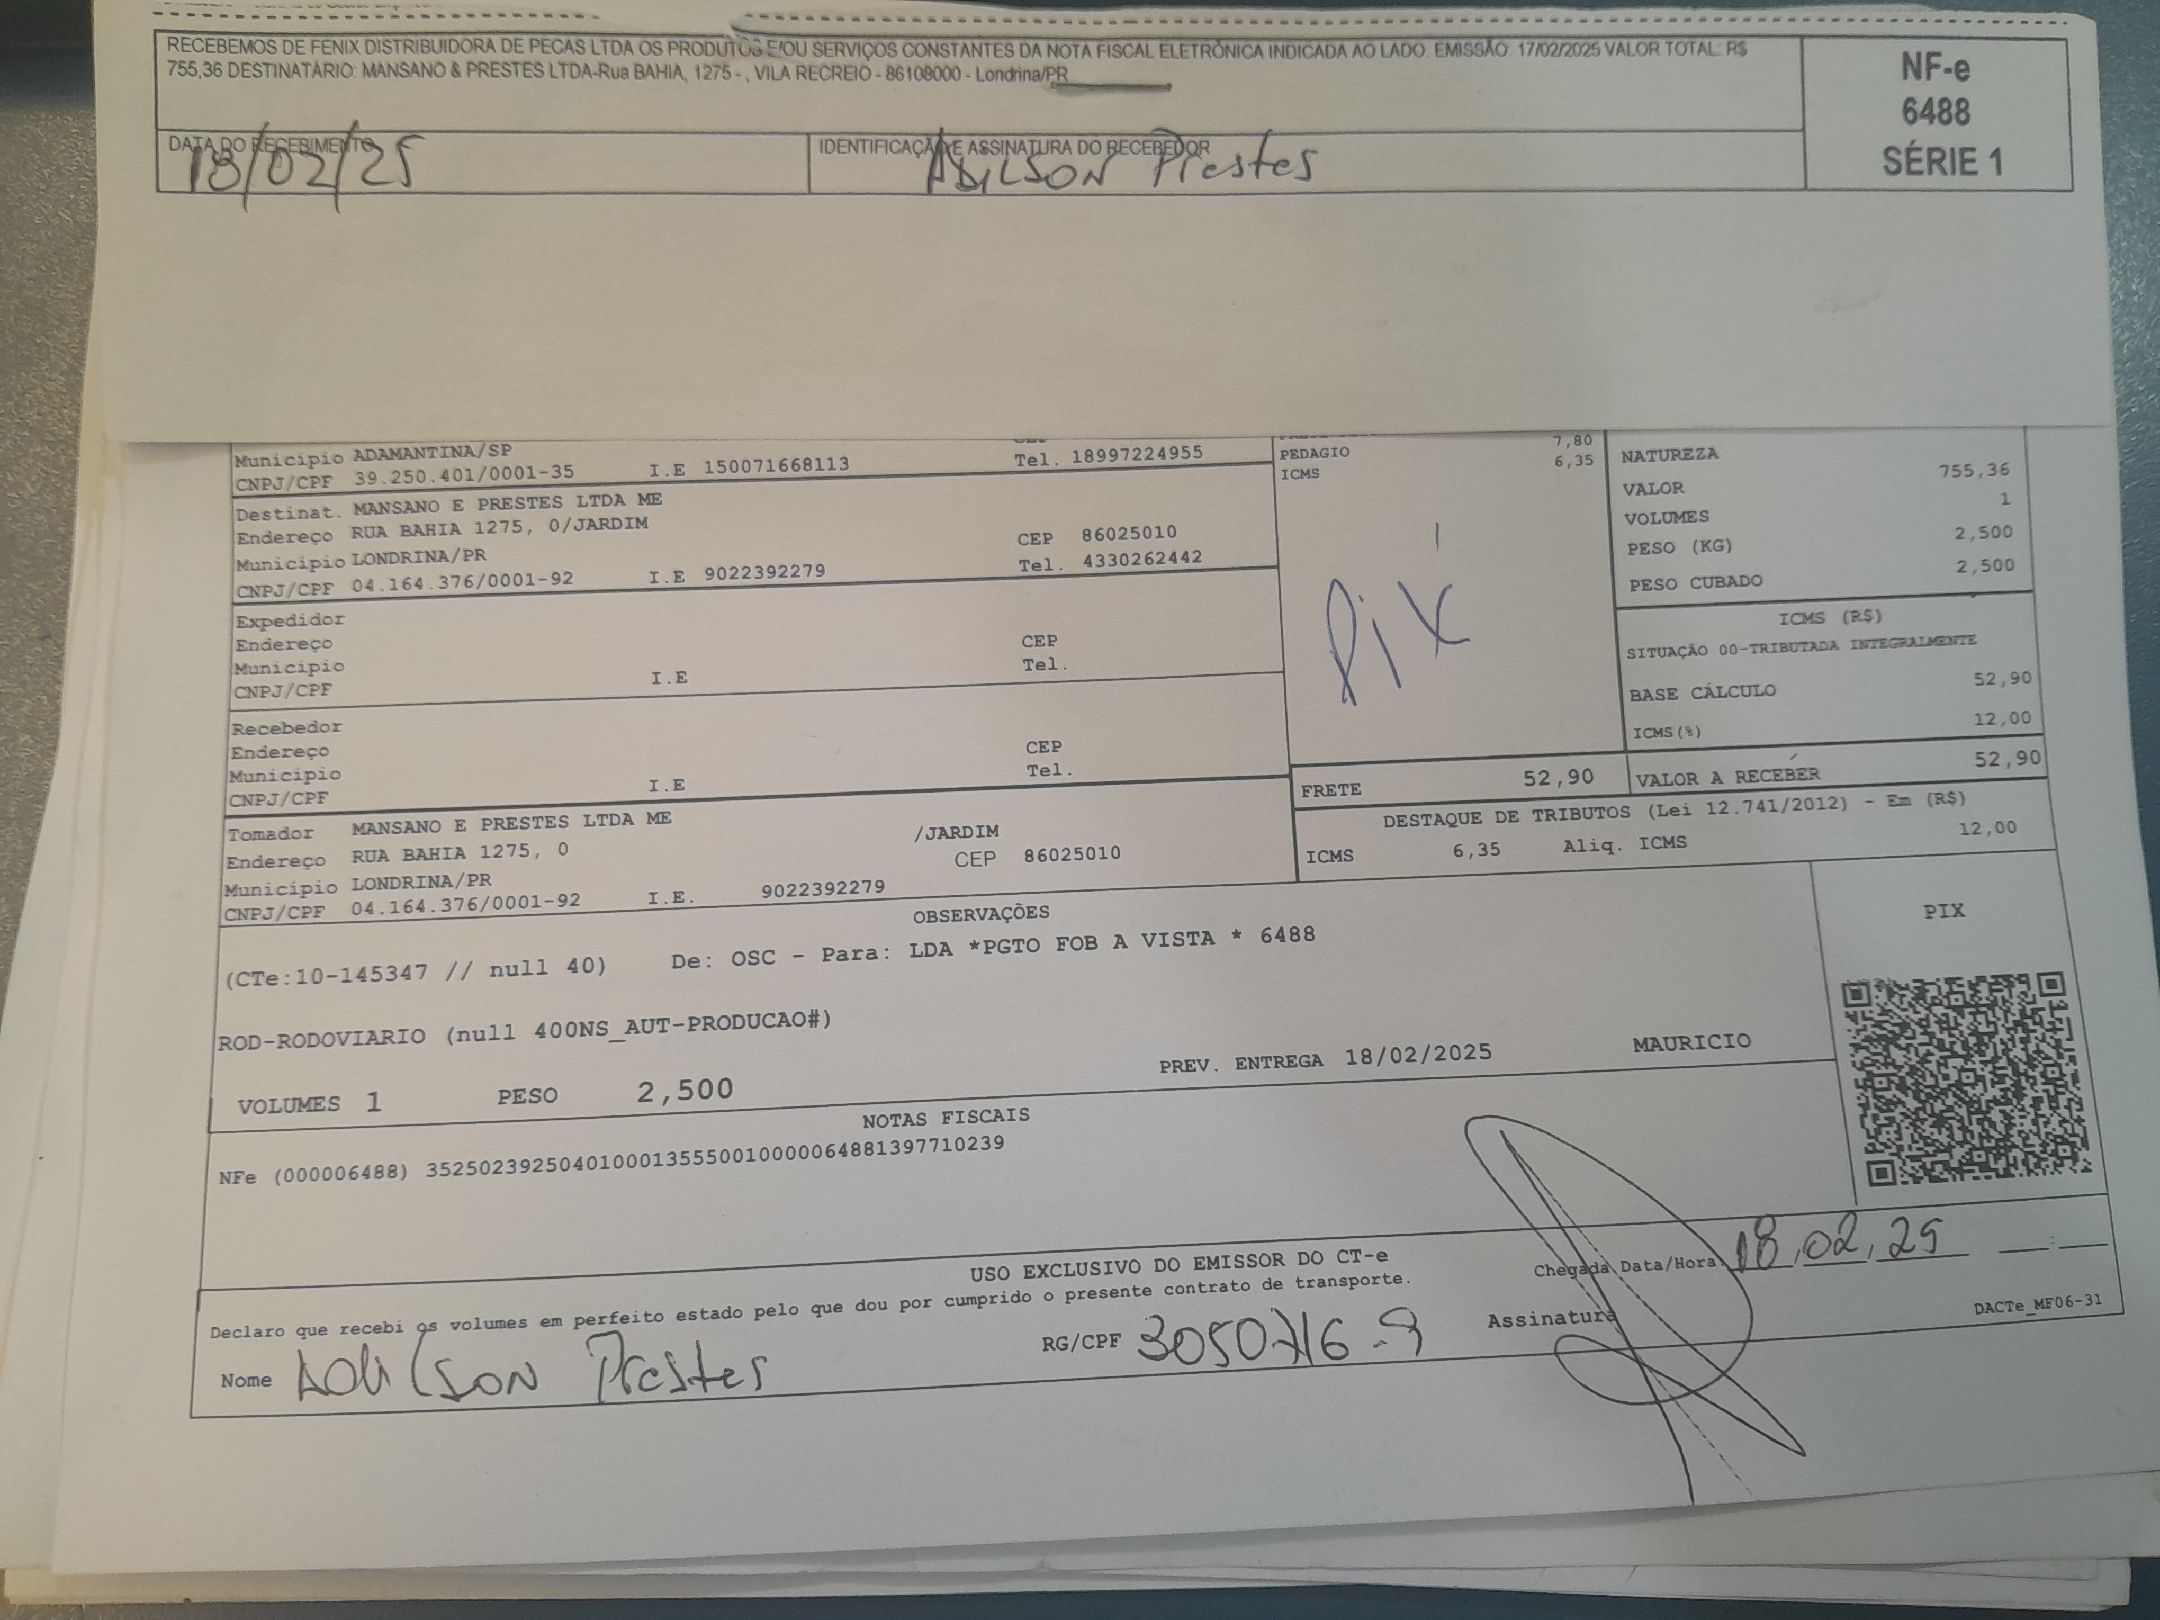 RECEBEMOS DE FENIX DISTRIBUIDORA DE PECAS LTDA OS PRODUTOS E/OU SERVIÇOS CONSTANTES DA NOTA FISCAL ELETRÔNICA INDICADA AO LADO. EMISSÃO: 17/02/2025 VALOR TOTAL: R$
755,36 DESTINATÁRIO: MANSANO & PRESTES LTDA-Rua BAHIA, 1275 - , VILA RECREIO - 86108000 - Londrina/PR
NF-e
6488
SÉRIE 1
DATA DO RECEBIMENTO
18/02/25
IDENTIFICAÇÃO E ASSINATURA DO RECEBEDOR
ADILSON Prestes
Município ADAMANTINA/SP
CNPJ/CPF 39.250.401/0001-35 I.E 150071668113 Tel. 18997224955
Destinat. MANSANO E PRESTES LTDA ME
Endereço RUA BAHIA 1275, 0/JARDIM
Município LONDRINA/PR CEP 86025010
CNPJ/CPF 04.164.376/0001-92 I.E 9022392279 Tel. 4330262442
Expedidor
Endereço
Município CEP
CNPJ/CPF I.E Tel.
Recebedor
Endereço
Município CEP
CNPJ/CPF I.E Tel.
Tomador MANSANO E PRESTES LTDA ME
Endereço RUA BAHIA 1275, 0 /JARDIM
Município LONDRINA/PR CEP 86025010
CNPJ/CPF 04.164.376/0001-92 I.E. 9022392279
PEDAGIO 7,80
ICMS 6,35
Pix
FRETE 52,90
NATUREZA
VALOR 755,36
VOLUMES 1
PESO (KG) 2,500
PESO CUBADO 2,500
ICMS (R$)
SITUAÇÃO 00-TRIBUTADA INTEGRALMENTE
BASE CÁLCULO 52,90
ICMS(%) 12,00
VALOR A RECEBER 52,90
DESTAQUE DE TRIBUTOS (Lei 12.741/2012) - Em (R$)
ICMS 6,35 Aliq. ICMS 12,00
OBSERVAÇÕES
(CTe:10-145347 // null 40) De: OSC - Para: LDA *PGTO FOB A VISTA * 6488
ROD-RODOVIARIO (null 400NS_AUT-PRODUCAO#)
PREV. ENTREGA 18/02/2025 MAURICIO
VOLUMES 1 PESO 2,500
PIX
NOTAS FISCAIS
NFe (000006488) 35250239250401000135550010000064881397710239
USO EXCLUSIVO DO EMISSOR DO CT-e
Declaro que recebi os volumes em perfeito estado pelo que dou por cumprido o presente contrato de transporte.
Chegada Data/Hora 18,02,25 __:__
Nome ADILSON Prestes RG/CPF 3050716-9 Assinatura
DACTe_MF06-31